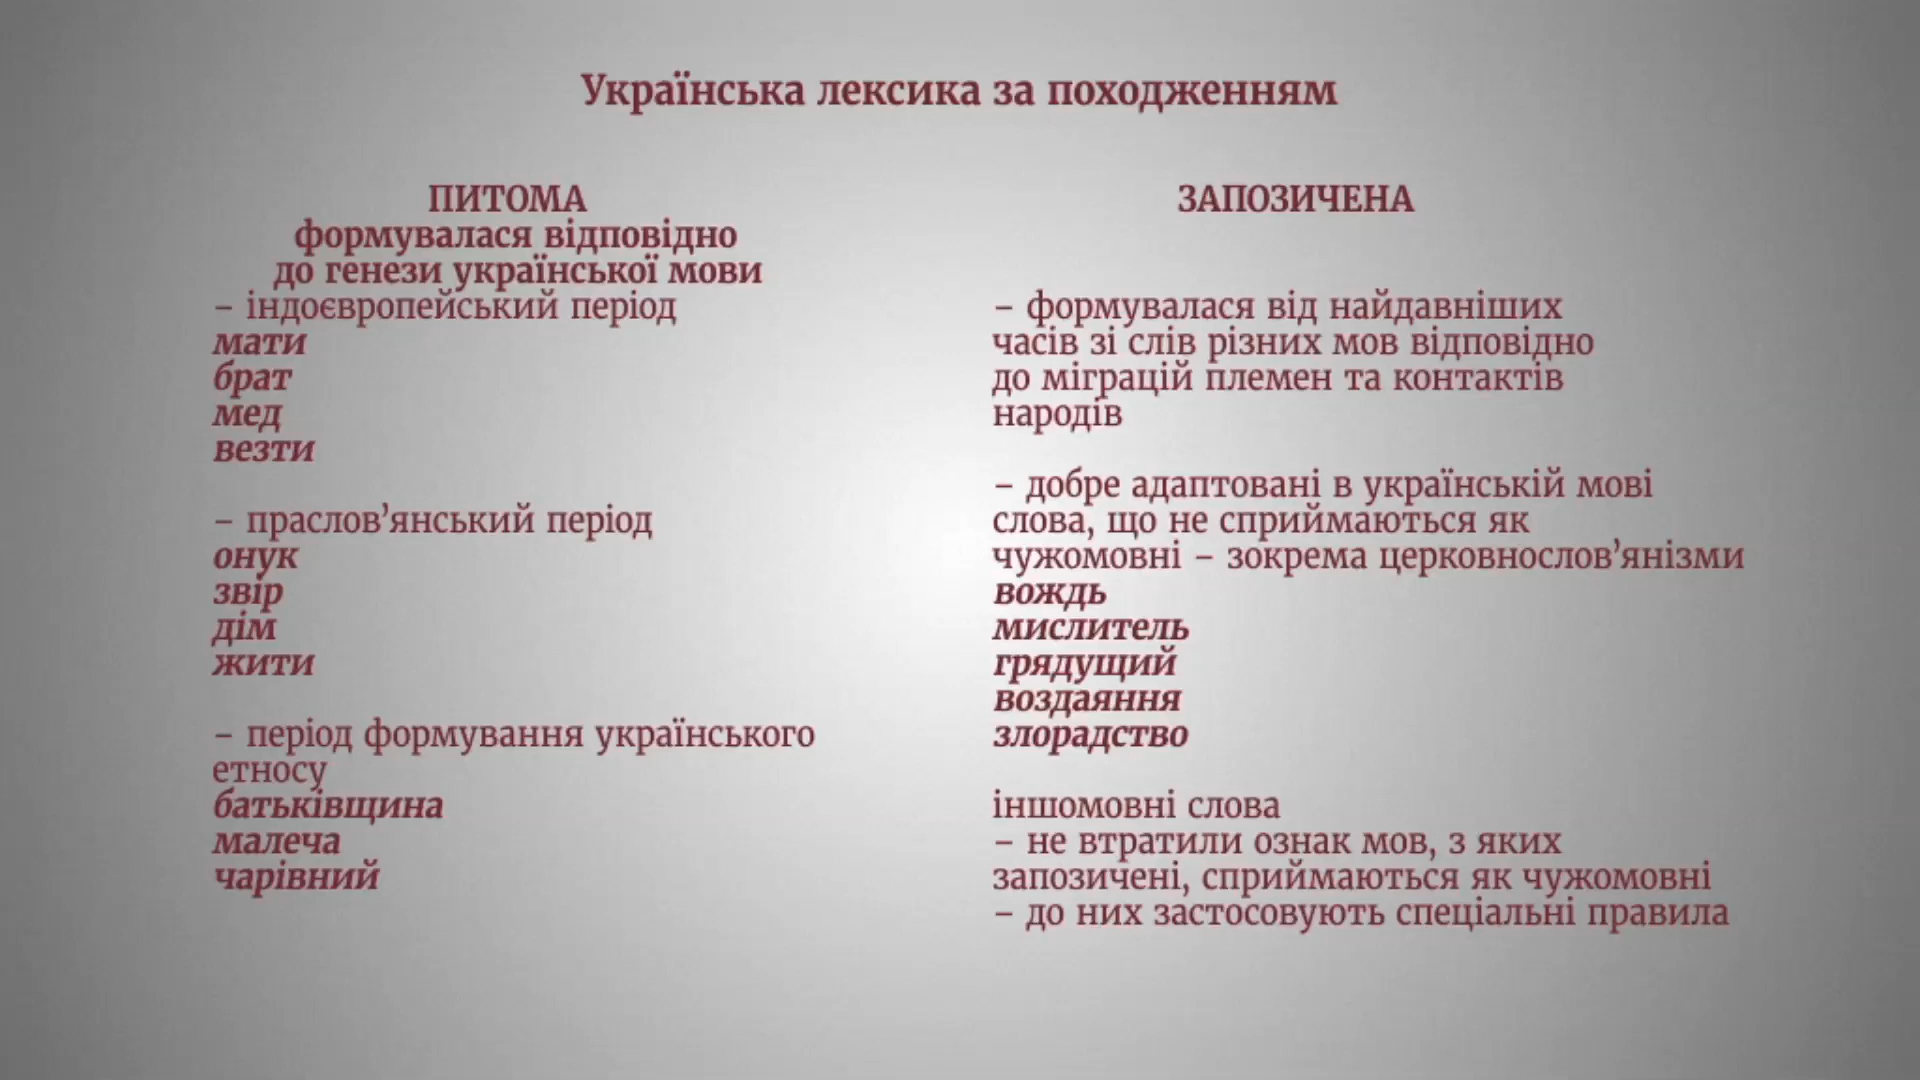 Українська лексика за походженням
ПИТОМА
формувалася відповідно
до генези української мови
– індоєвропейський період
мати
брат
мед
везти
– праслов’янський період
онук
звір
дім
жити
– період формування українського
етносу
батьківщина
малеча
чарівний
ЗАПОЗИЧЕНА
– формувалася від найдавніших
часів зі слів різних мов відповідно
до міграцій племен та контактів
народів
– добре адаптовані в українській мові
слова, що не сприймаються як
чужомовні – зокрема церковнослов’янізми
вождь
мислитель
грядущий
воздаяння
злорадство
іншомовні слова
– не втратили ознак мов, з яких
запозичені, сприймаються як чужомовні
– до них застосовують спеціальні правила